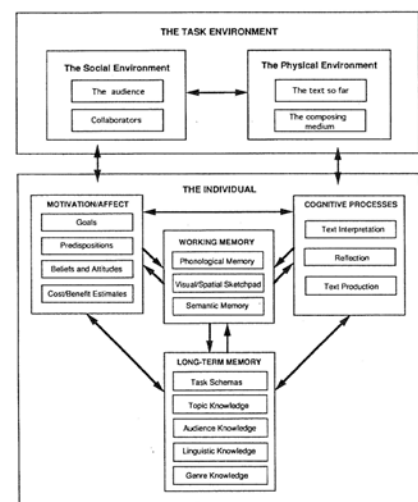 THE TASK ENVIRONMENT
The Social Environment
The audience
Collaborators
The Physical Environment
The text so far
The composing
medium
THE INDIVIDUAL
MOTIVATION/AFFECT
Goals
Predispositions
Beliefs and Attitudes
Cost/Benefit Estimates
WORKING MEMORY
Phonological Memory
Visual/Spatial Sketchpad
Semantic Memory
COGNITIVE PROCESSES
Text Interpretation
Reflection
Text Production
LONG-TERM MEMORY
Task Schemas
Topic Knowledge
Audience Knowledge
Linguistic Knowledge
Genre Knowledge